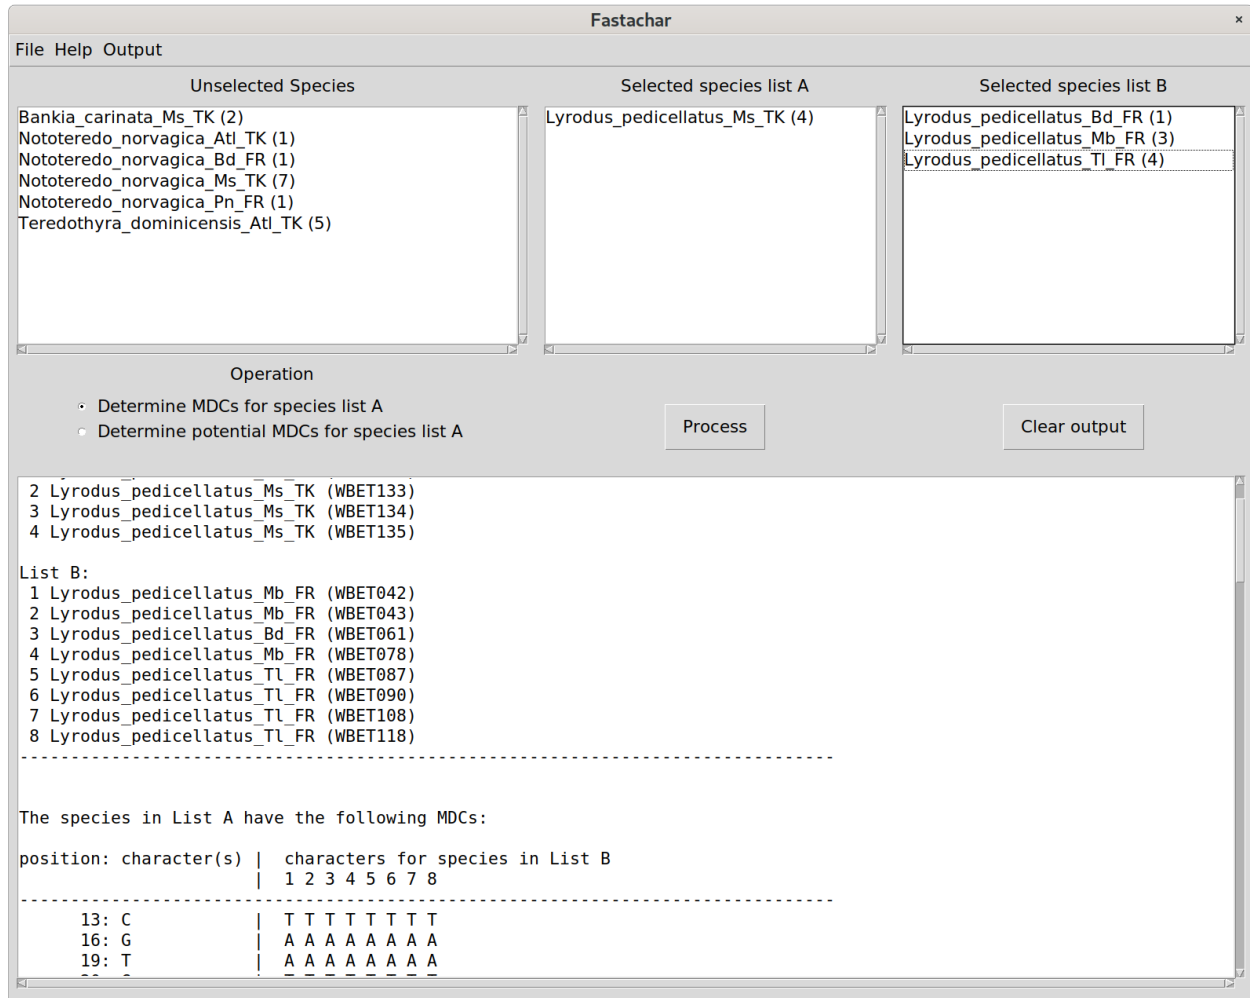 Fastachar
×
File Help Output
Unselected Species
Selected species list A
Selected species list B
Bankia_carinata_Ms_TK (2)
Nototeredo_norvagica_Atl_TK (1)
Nototeredo_norvagica_Bd_FR (1)
Nototeredo_norvagica_Ms_TK (7)
Nototeredo_norvagica_Pn_FR (1)
Teredothyra_dominicensis_Atl_TK (5)
Lyrodus_pedicellatus_Ms_TK (4)
Lyrodus_pedicellatus_Bd_FR (1)
Lyrodus_pedicellatus_Mb_FR (3)
Lyrodus_pedicellatus_Tl_FR (4)
Operation
Determine MDCs for species list A
Determine potential MDCs for species list A
Process
Clear output
2 Lyrodus_pedicellatus_Ms_TK (WBET133)
3 Lyrodus_pedicellatus_Ms_TK (WBET134)
4 Lyrodus_pedicellatus_Ms_TK (WBET135)
List B:
1 Lyrodus_pedicellatus_Mb_FR (WBET042)
2 Lyrodus_pedicellatus_Mb_FR (WBET043)
3 Lyrodus_pedicellatus_Bd_FR (WBET061)
4 Lyrodus_pedicellatus_Mb_FR (WBET078)
5 Lyrodus_pedicellatus_Tl_FR (WBET087)
6 Lyrodus_pedicellatus_Tl_FR (WBET090)
7 Lyrodus_pedicellatus_Tl_FR (WBET108)
8 Lyrodus_pedicellatus_Tl_FR (WBET118)
--------------------------------------------------------------------------------
The species in List A have the following MDCs:
position: character(s) | characters for species in List B
| 1 2 3 4 5 6 7 8
--------------------------------------------------------------------------------
13: C | T T T T T T T T
16: G | A A A A A A A A
19: T | A A A A A A A A